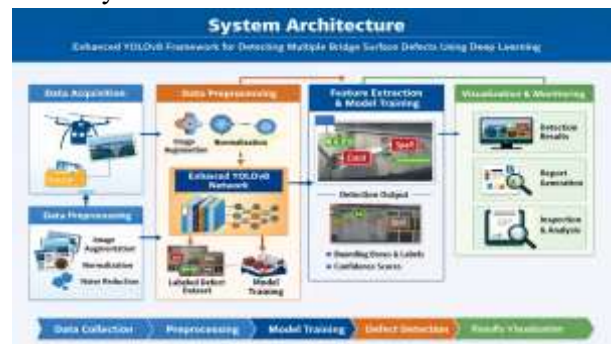 System Architecture
Enhanced YOLOv8 Framework for Detecting Multiple Bridge Surface Defects Using Deep Learning
Data Acquisition
Data Preprocessing
Image
Augmentation
Normalization
Noise Reduction
Data Preprocessing
Image
Augmentation
Normalization
Enhanced YOLOv8
Network
Labeled Defect
Dataset
Model
Training
Feature Extraction
& Model Training
Spall
Detection Output
Bounding Boxes & Labels
Confidence Scores
Visualization & Monitoring
Detection
Results
Report
Generation
Inspection
& Analysis
Data Collection
Preprocessing
Model Training
Defect Detection
Results Visualization